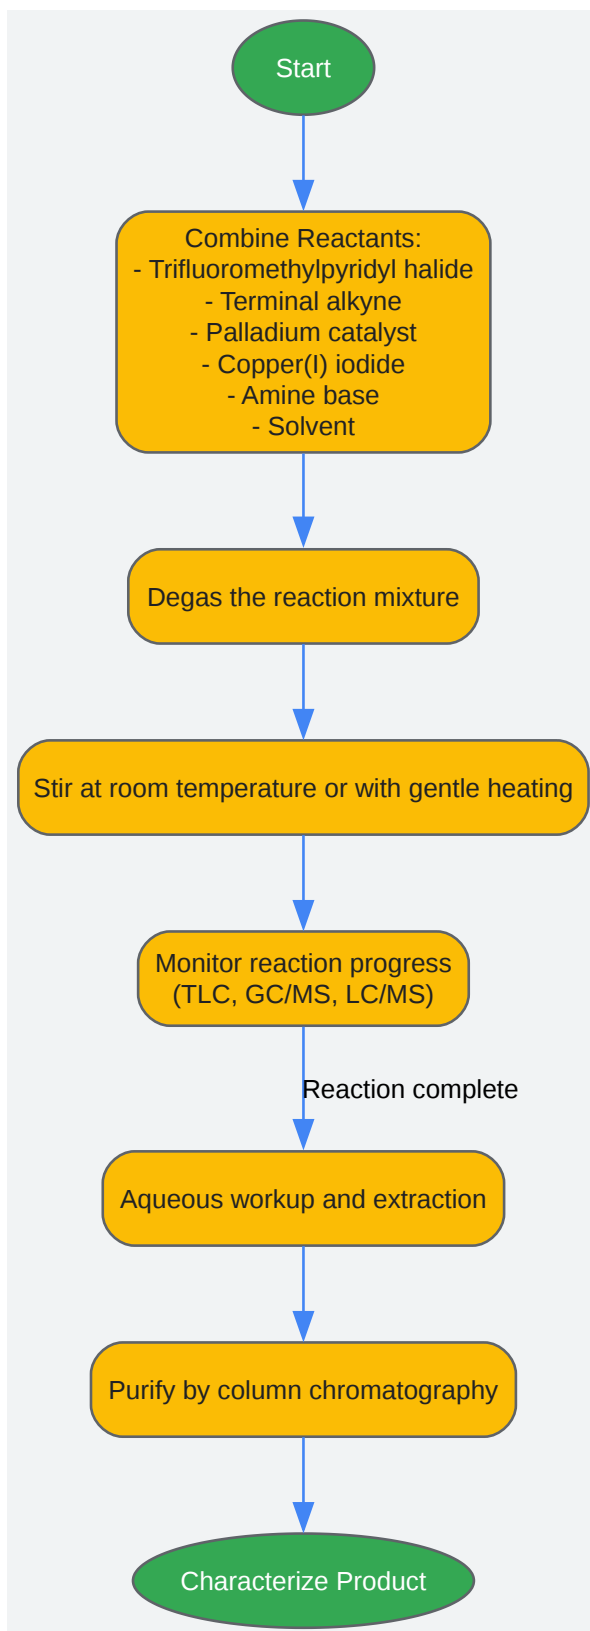 Start
Combine Reactants:
- Trifluoromethylpyridyl halide
- Terminal alkyne
- Palladium catalyst
- Copper(I) iodide
- Amine base
- Solvent
Degas the reaction mixture
Stir at room temperature or with gentle heating
Monitor reaction progress
(TLC, GC/MS, LC/MS)
Reaction complete
Aqueous workup and extraction
Purify by column chromatography
Characterize Product